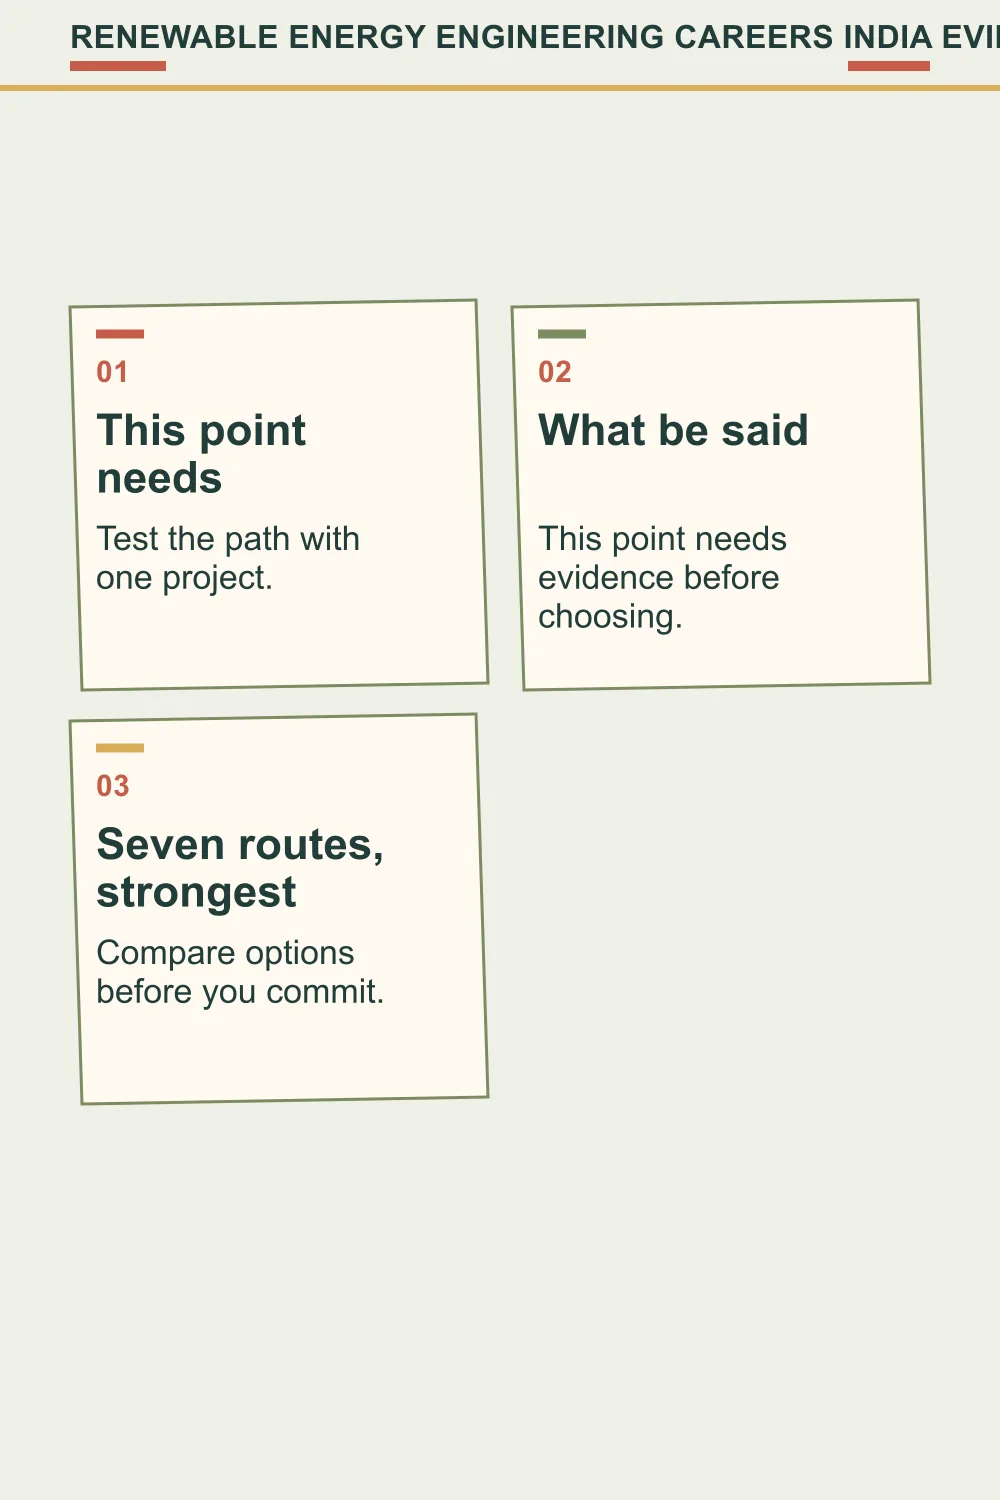 RENEWABLE ENERGY ENGINEERING CAREERS INDIA
01
This point
needs
Test the path with
one project.
02
What be said
This point needs
evidence before
choosing.
03
Seven routes,
strongest
Compare options
before you commit.